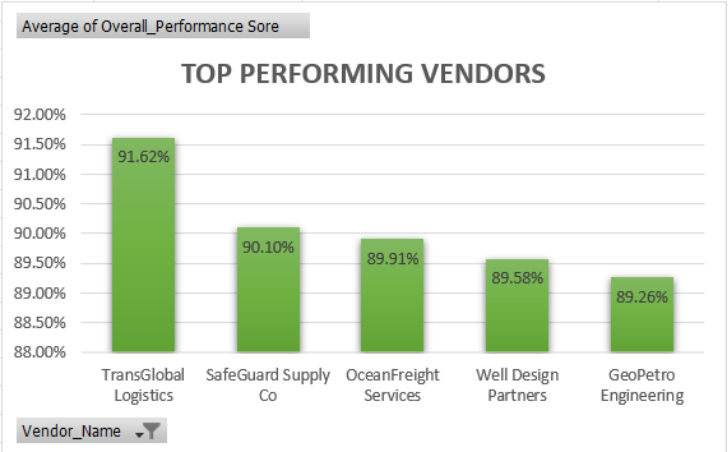 Average of Overall_Performance Sore
TOP PERFORMING VENDORS
92.00%
91.50%
91.00%
90.50%
90.00%
89.50%
89.00%
88.50%
88.00%
91.62%
90.10%
89.91%
89.58%
89.26%
TransGlobal
Logistics
SafeGuard Supply
Co
OceanFreight
Services
Well Design
Partners
GeoPetro
Engineering
Vendor_Name